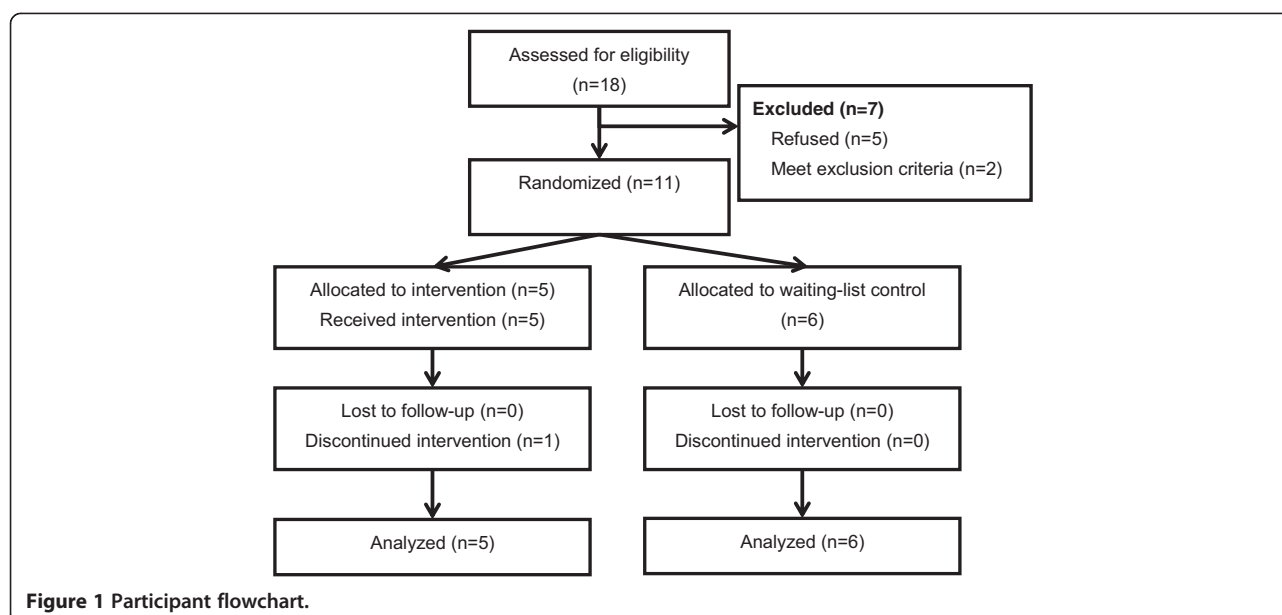 Assessed for eligibility
(n=18)
Excluded (n=7)
Refused (n=5)
Meet exclusion criteria (n=2)
Randomized (n=11)
Allocated to intervention (n=5)
Received intervention (n=5)
Allocated to waiting-list control
(n=6)
Lost to follow-up (n=0)
Discontinued intervention (n=1)
Lost to follow-up (n=0)
Discontinued intervention (n=0)
Analyzed (n=5)
Analyzed (n=6)
Figure 1 Participant flowchart.